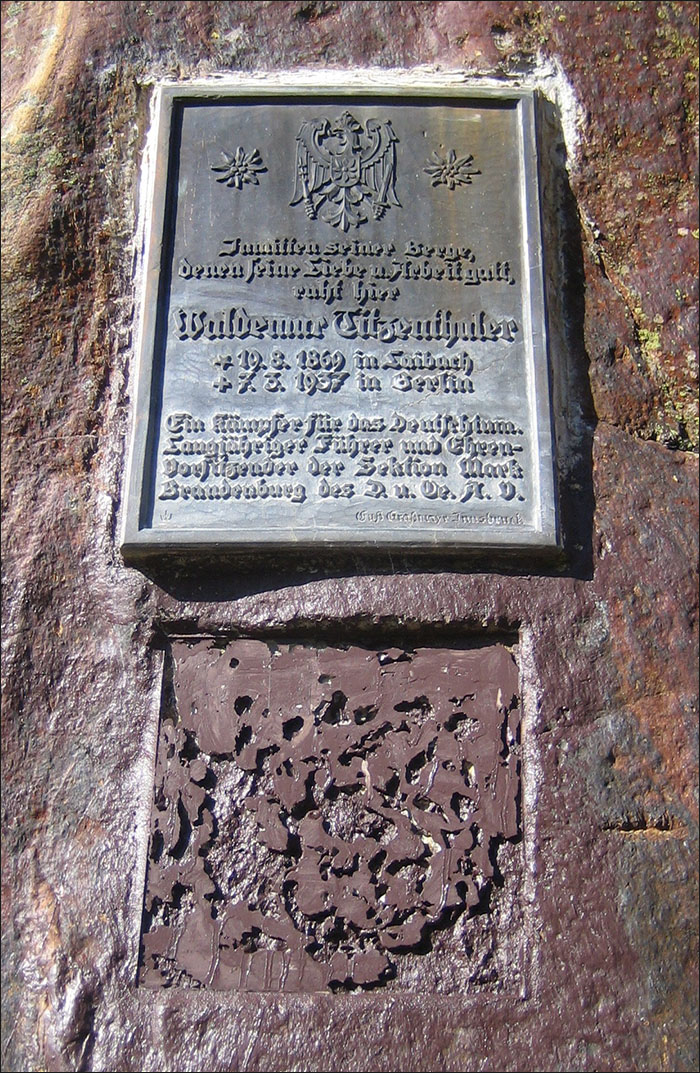 Inmitten seiner Berge,
denen seine Liebe u. Arbeit galt,
ruht hier
Waldemar Titzenthaler
* 19. 8. 1869 in Laibach
+ 7. 3. 1937 in Berlin
Ein Kämpfer für das Deutschtum.
Langjähriger Führer und Ehren-
Vorsitzender der Sektion Mark
Brandenburg des D. u. Oe. A. V.
Innsbruck